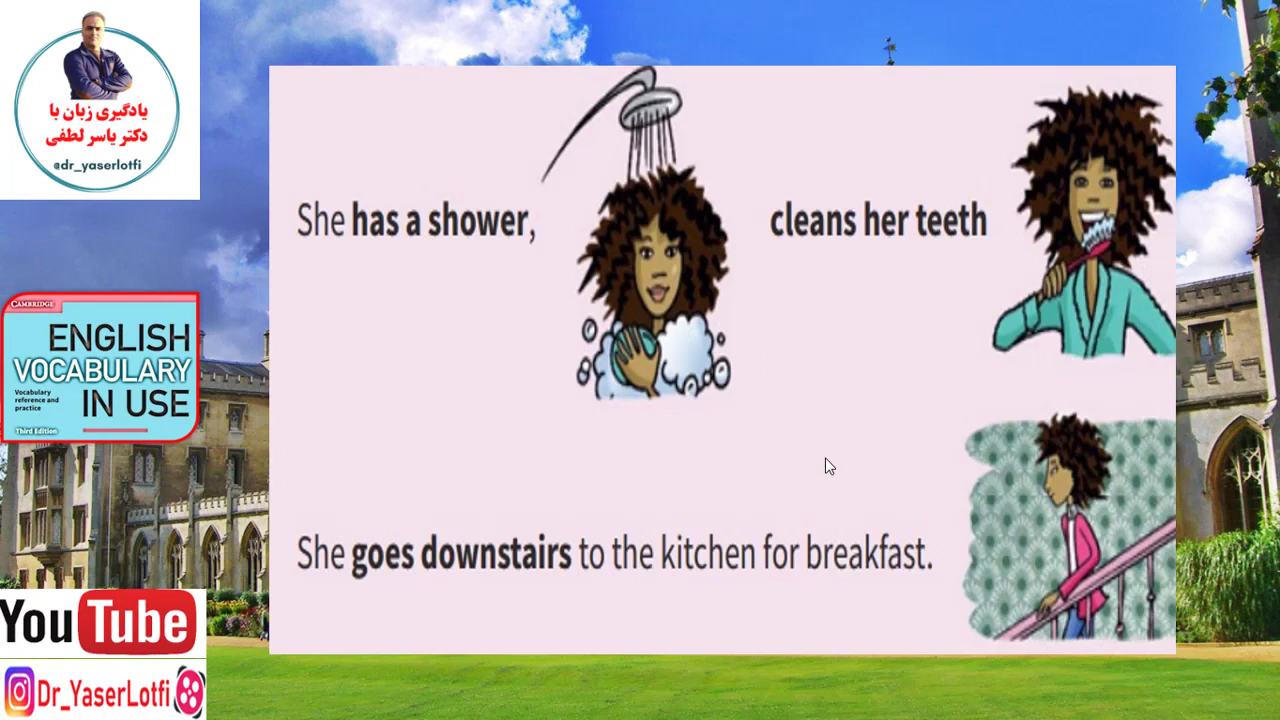 یادگیری زبان با
دکتر یاسر لطفی
@dr_yaserlotfi
She has a shower,
cleans her teeth
CAMBRIDGE
ENGLISH
VOCABULARY
IN USE
Vocabulary
reference and
practice
Third Edition
She goes downstairs to the kitchen for breakfast.
YouTube
Dr_YaserLotfi